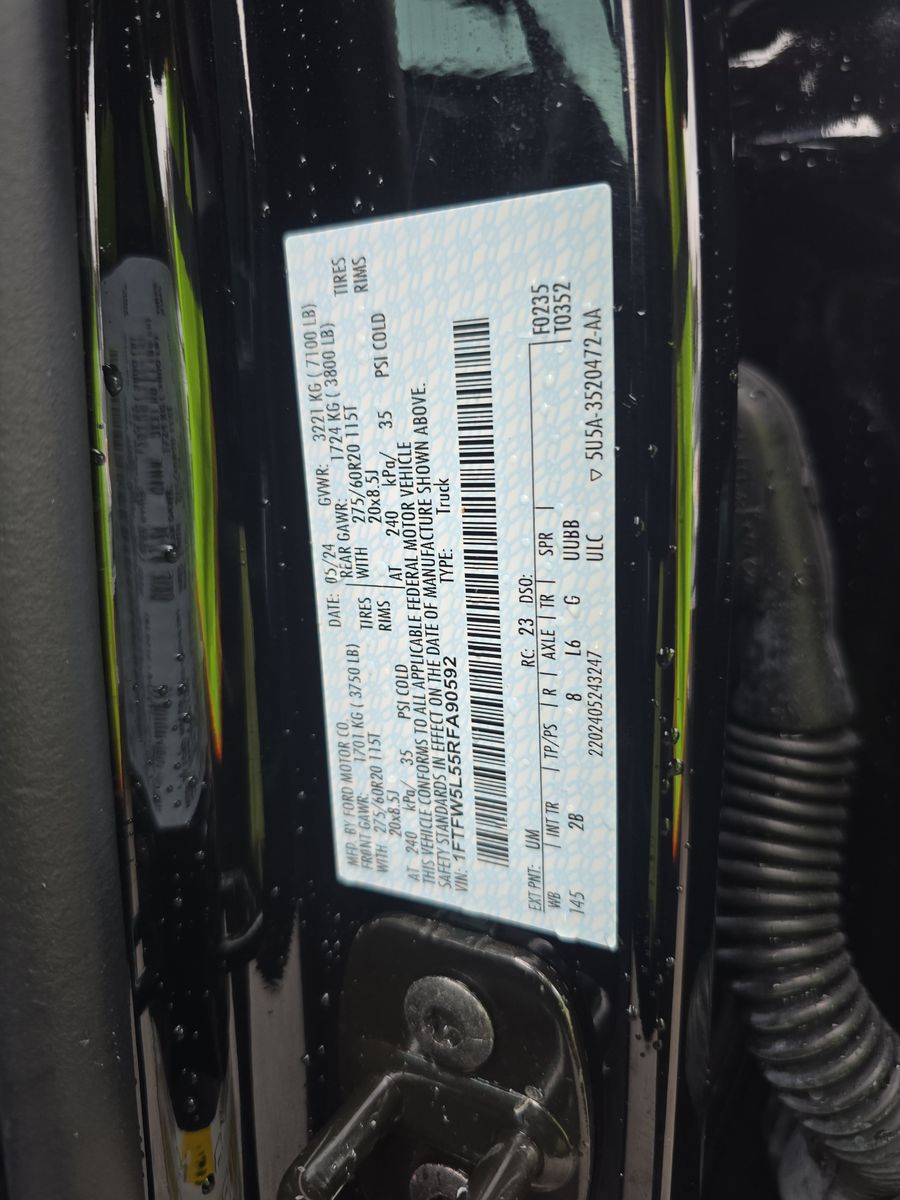 MFD. BY FORD MOTOR CO.
DATE: 05/24 GVWR: 3221 KG ( 7100 LB)
FRONT GAWR: 1701 KG ( 3750 LB) REAR GAWR: 1724 KG ( 3800 LB)
WITH 275/60R20 115T TIRES WITH 275/60R20 115T TIRES
20x8.5J RIMS 20x8.5J RIMS
AT 240 kPa/ 35 PSI COLD AT 240 kPa/ 35 PSI COLD
THIS VEHICLE CONFORMS TO ALL APPLICABLE FEDERAL MOTOR VEHICLE
SAFETY STANDARDS IN EFFECT ON THE DATE OF MANUFACTURE SHOWN ABOVE.
VIN: 1FTFW5L55RFA90592 TYPE: Truck
EXT PNT: UM RC: 23 DSO: F0235
WB INT TR TP/PS R AXLE TR SPR T0352
145 2B 8 L6 G UUBB
2202405243247 ULC ▽ 5U5A-3520472-AA